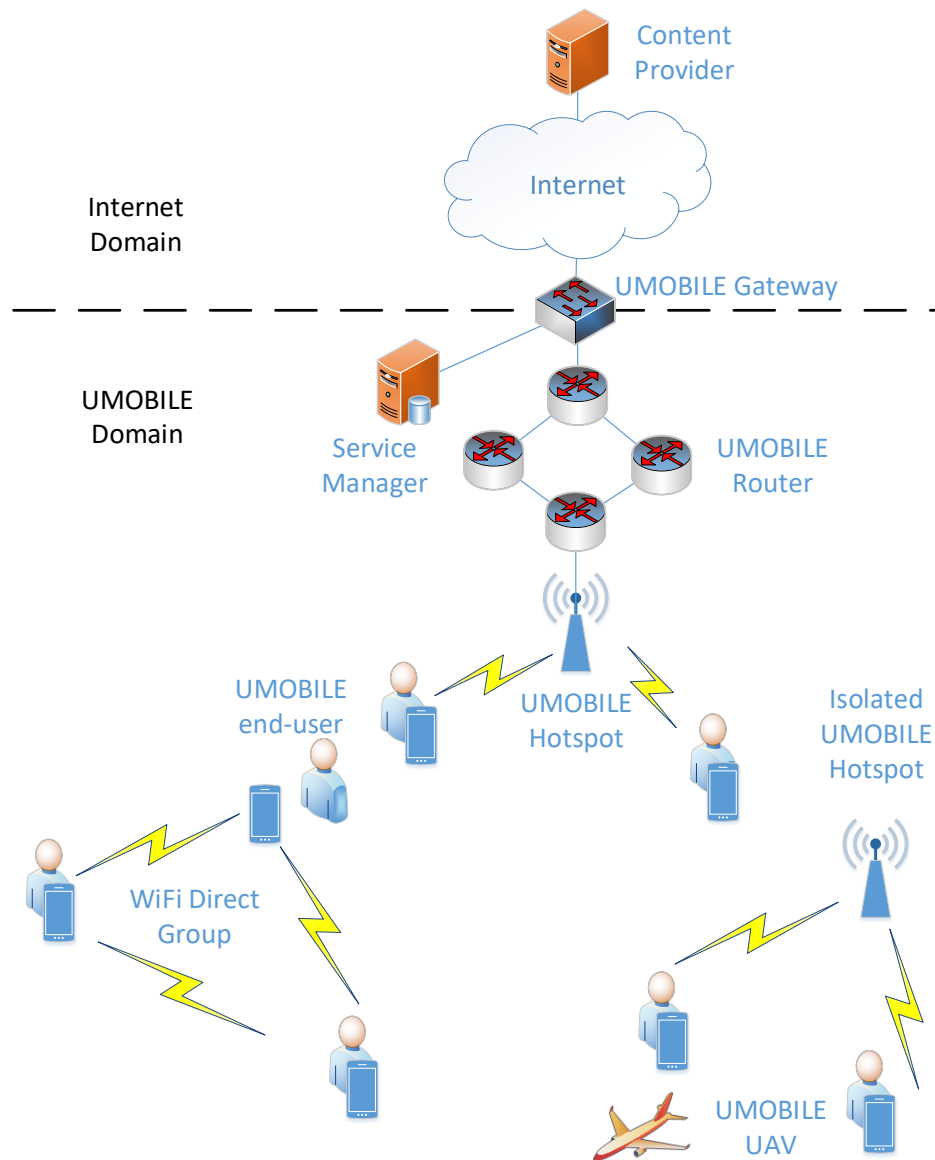 Content
Provider
Internet
Internet
Domain
UMOBILE Gateway
UMOBILE
Domain
Service
Manager
UMOBILE
Router
UMOBILE
end-user
UMOBILE
Hotspot
Isolated
UMOBILE
Hotspot
WiFi Direct
Group
UMOBILE
UAV